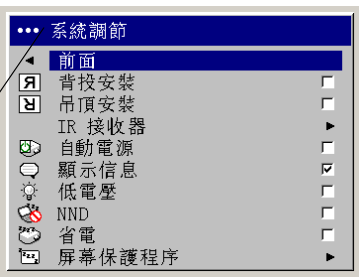 ••• 系統調節
前面
背投安裝
吊頂安裝
IR 接收器
自動電源
顯示信息
低電壓
NND
省電
屏幕保護程序